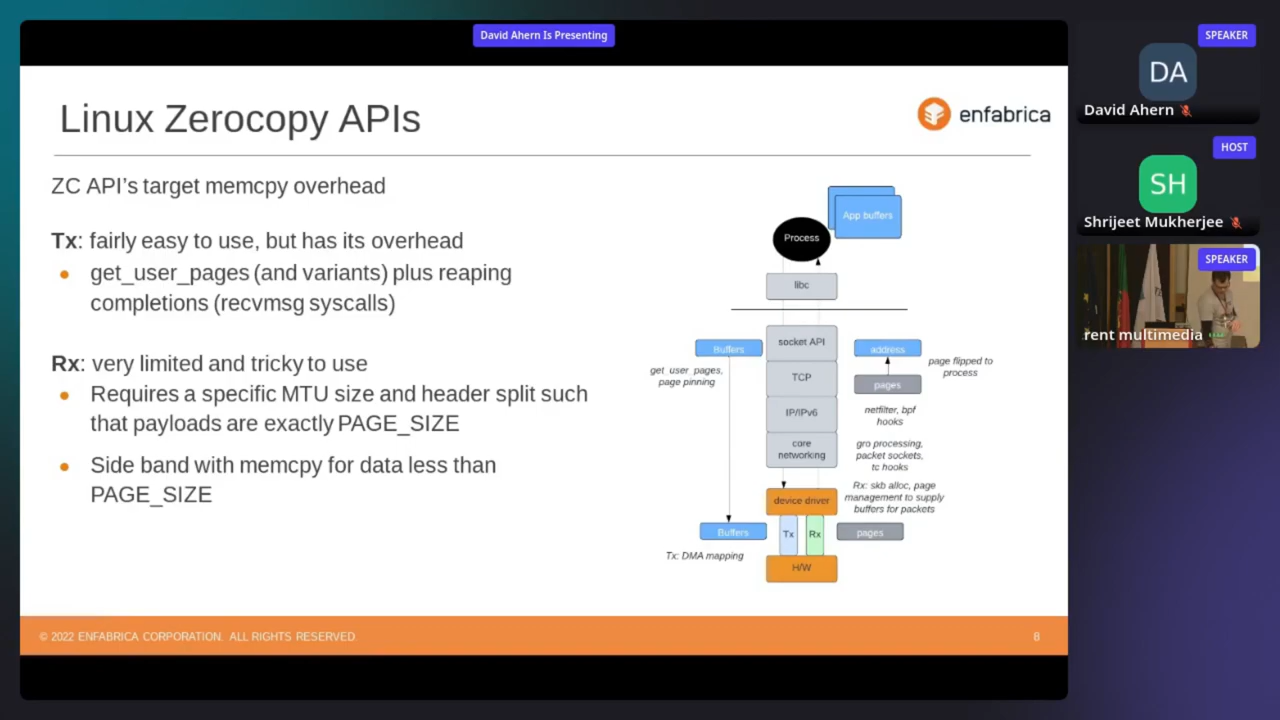 David Ahern Is Presenting
Linux Zerocopy APIs
enfabrica
ZC API's target memcpy overhead
Tx: fairly easy to use, but has its overhead
get_user_pages (and variants) plus reaping
completions (recvmsg syscalls)
Rx: very limited and tricky to use
Requires a specific MTU size and header split such
that payloads are exactly PAGE_SIZE
Side band with memcpy for data less than
PAGE_SIZE
App buffers
Process
libc
socket API
Buffers
address
get_user_pages,
page pinning
TCP
pages
page flipped to
process
IP/IPv6
netfilter, bpf
hooks
core
networking
gro processing,
packet sockets,
tc hooks
device driver
Rx: skb alloc, page
management to supply
buffers for packets
Buffers
Tx
Rx
pages
Tx: DMA mapping
H/W
© 2022 ENFABRICA CORPORATION. ALL RIGHTS RESERVED.
8
SPEAKER
DA
David Ahern
HOST
SH
Shrijeet Mukherjee
SPEAKER
rent multimedia